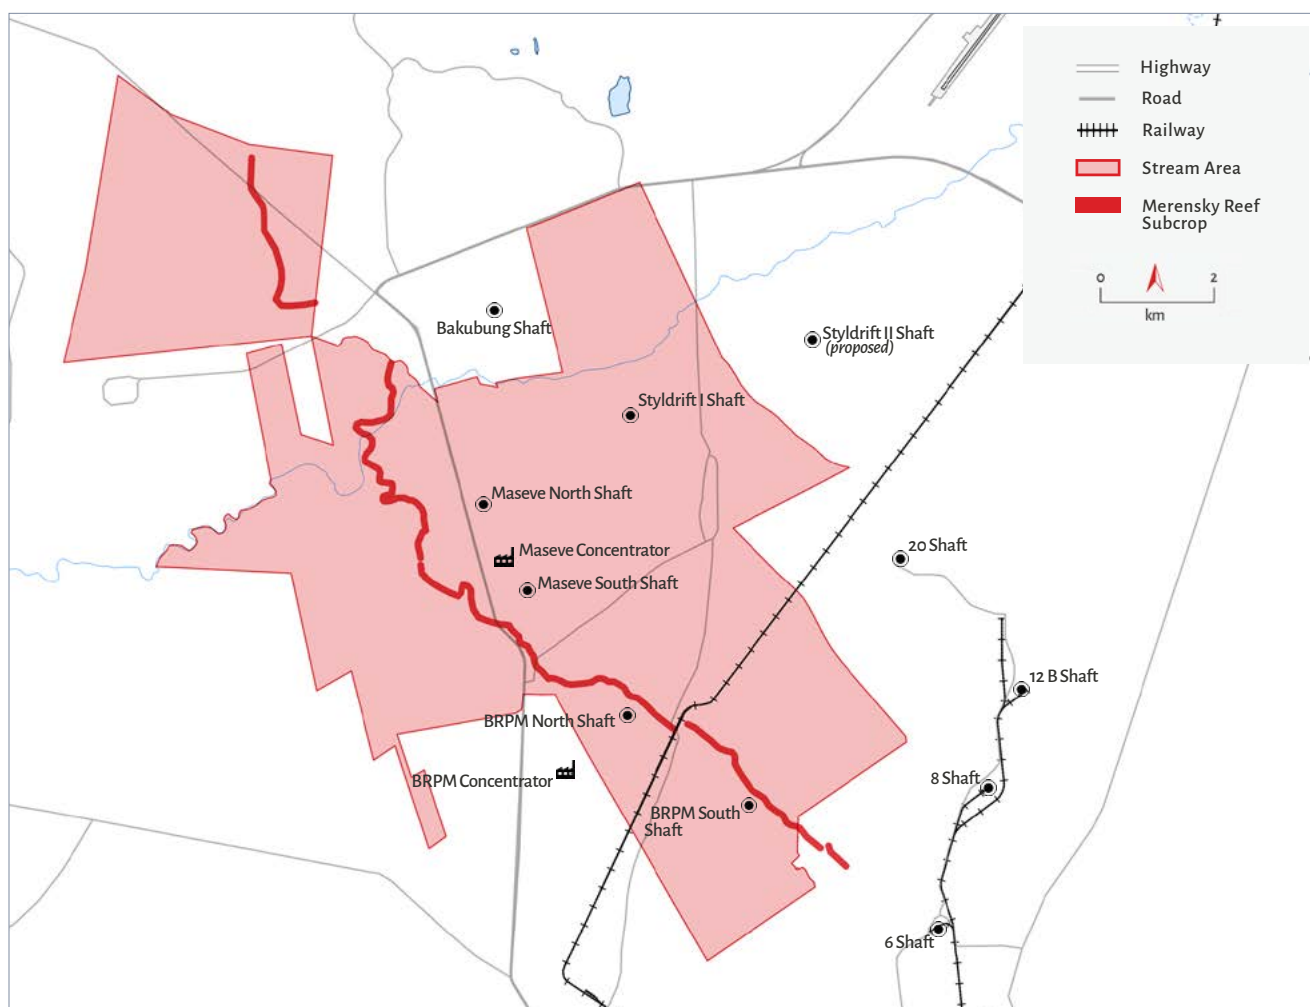 Highway
Road
Railway
Stream Area
Merensky Reef
Subcrop
0 2
km
Bakubung Shaft
Styldrift II Shaft
(proposed)
Styldrift I Shaft
Maseve North Shaft
Maseve Concentrator
20 Shaft
Maseve South Shaft
12 B Shaft
BRPM North Shaft
BRPM Concentrator
8 Shaft
BRPM South
Shaft
6 Shaft